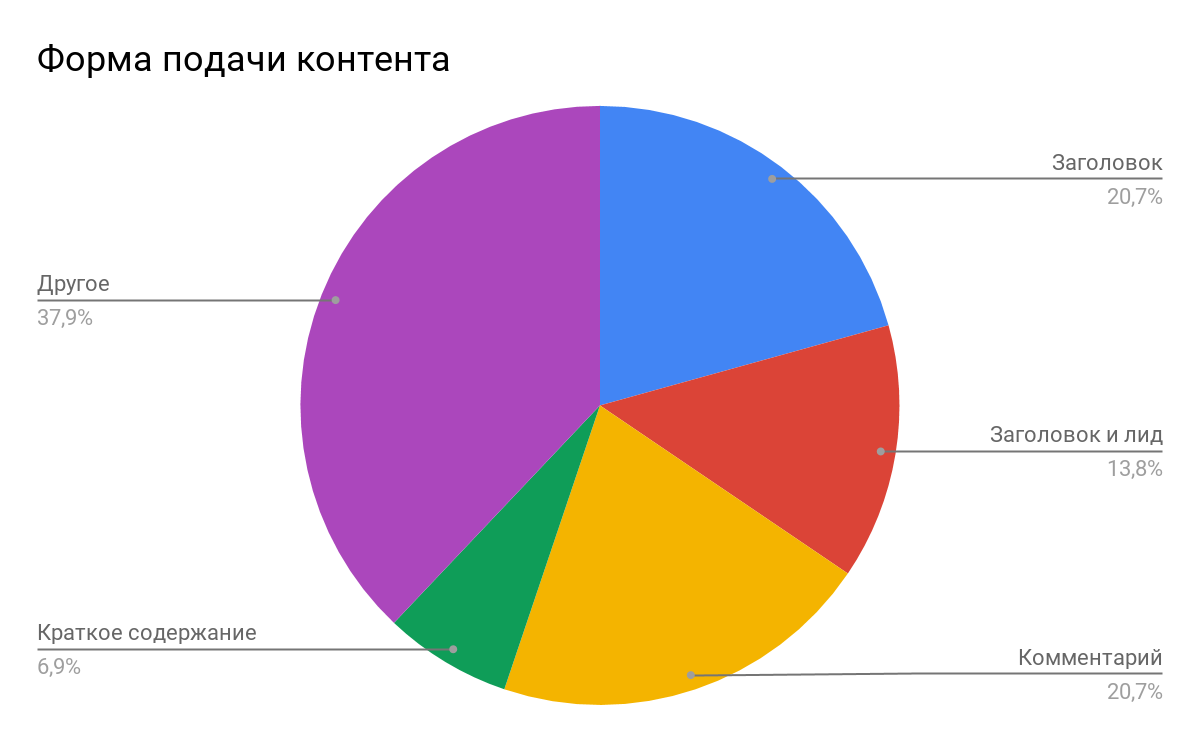 Форма подачи контента
Заголовок
20,7%
Другое
37,9%
Заголовок и лид
13,8%
Краткое содержание
6,9%
Комментарий
20,7%